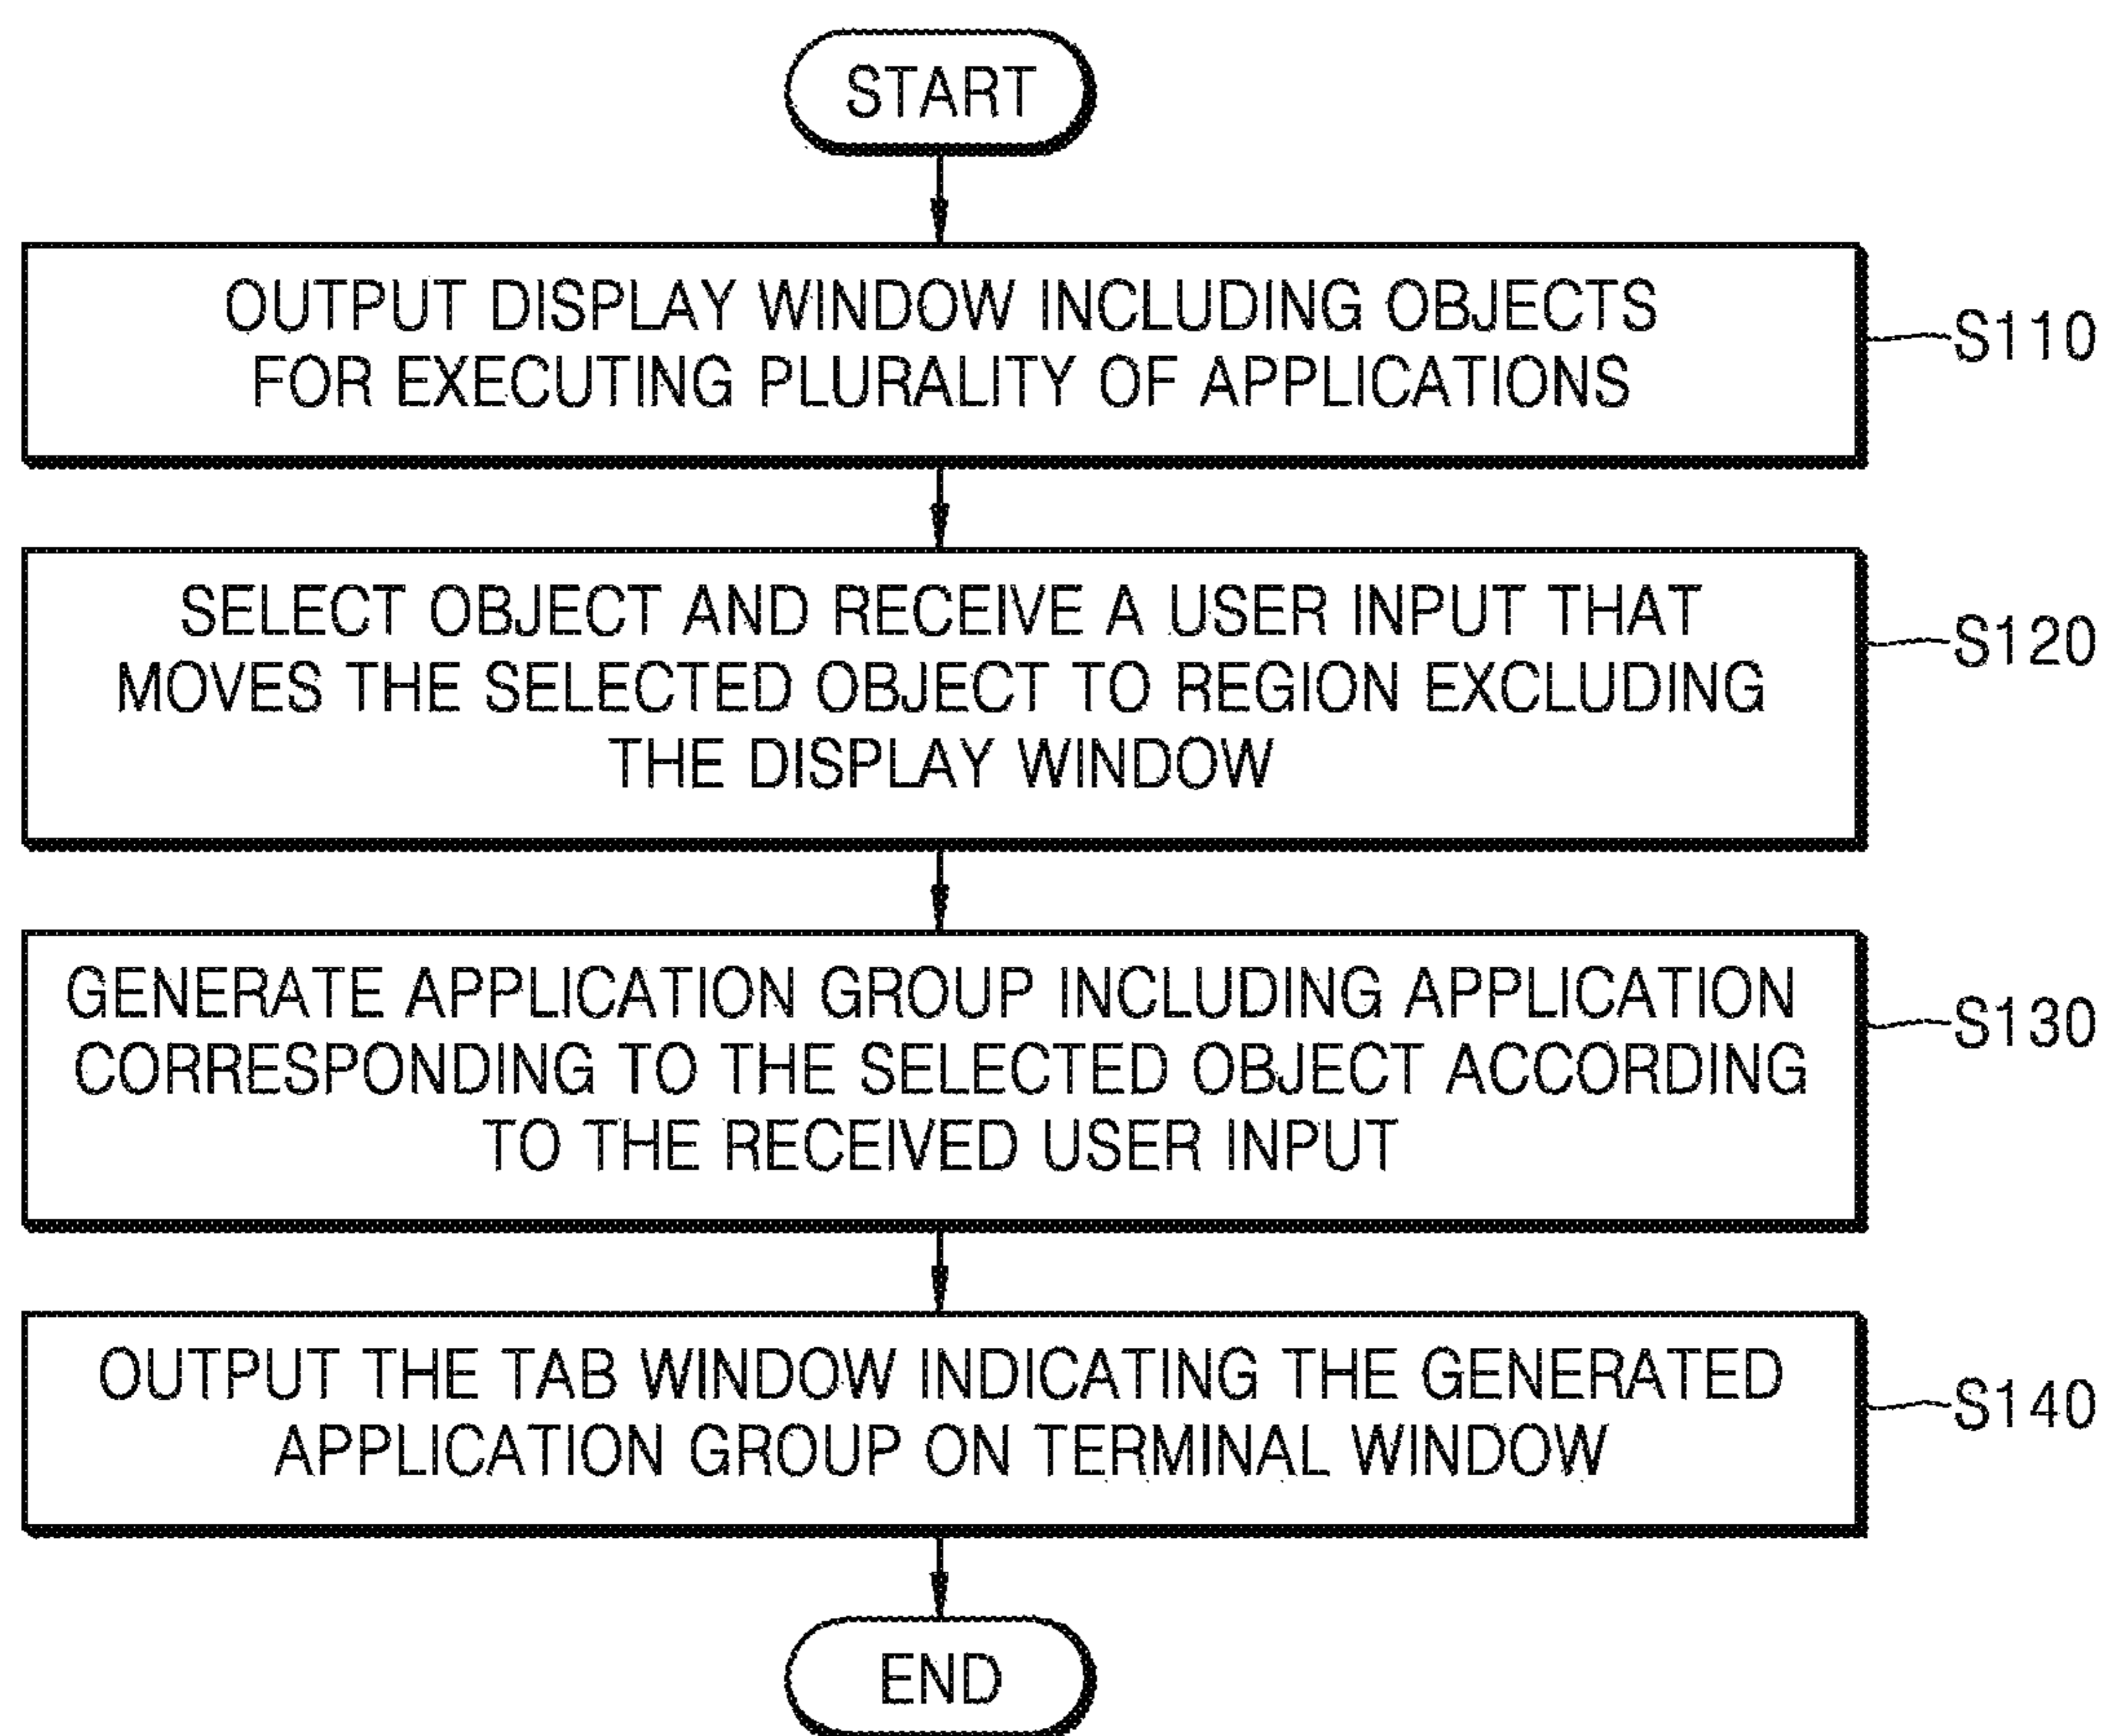 START
OUTPUT DISPLAY WINDOW INCLUDING OBJECTS
FOR EXECUTING PLURALITY OF APPLICATIONS
S110
SELECT OBJECT AND RECEIVE A USER INPUT THAT
MOVES THE SELECTED OBJECT TO REGION EXCLUDING
THE DISPLAY WINDOW
S120
GENERATE APPLICATION GROUP INCLUDING APPLICATION
CORRESPONDING TO THE SELECTED OBJECT ACCORDING
TO THE RECEIVED USER INPUT
S130
OUTPUT THE TAB WINDOW INDICATING THE GENERATED
APPLICATION GROUP ON TERMINAL WINDOW
S140
END